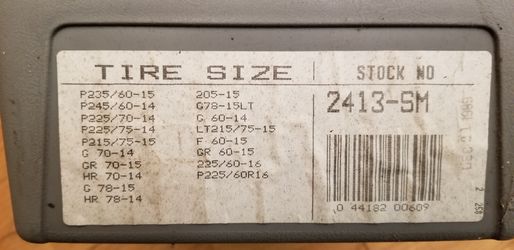 TIRE SIZE
P235/60-15
P245/60-14
P225/70-14
P225/75-14
P215/75-15
G 70-14
GR 70-15
HR 70-14
G 78-15
HR 78-14
205-15
G78-15LT
G 60-14
LT215/75-15
F 60-15
GR 60-15
225/60-16
P225/60R16
STOCK NO
2413-SM
0 44182 00609
2 258